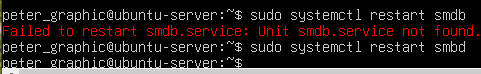 peter_graphic@ubuntu-server:~$ sudo systemctl restart smdb
Failed to restart smdb.service: Unit smdb.service not found.
peter_graphic@ubuntu-server:~$ sudo systemctl restart smbd
peter_graphic@ubuntu-server:~$